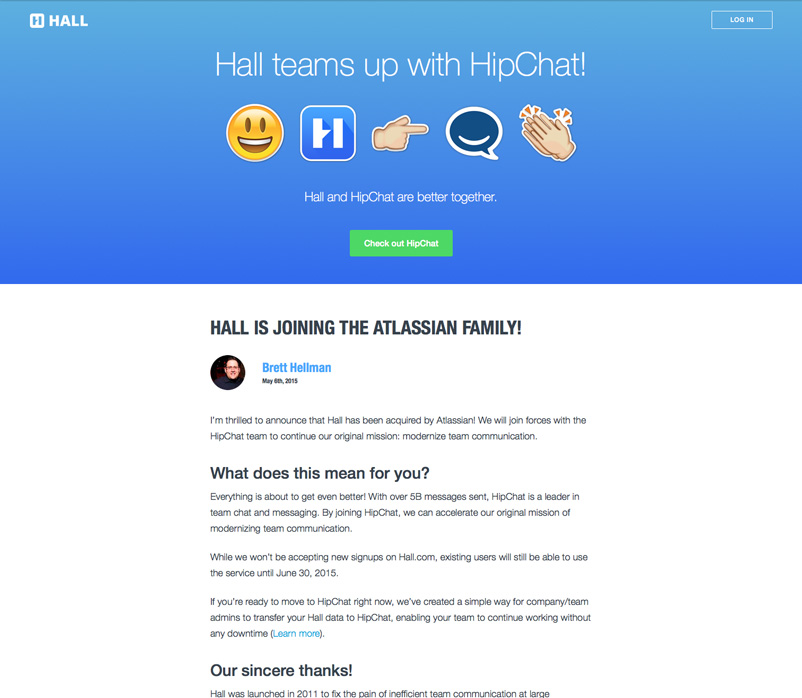 HALL
LOG IN
Hall teams up with HipChat!
Hall and HipChat are better together.
Check out HipChat
HALL IS JOINING THE ATLASSIAN FAMILY!
Brett Hellman
May 6th, 2015
I'm thrilled to announce that Hall has been acquired by Atlassian! We will join forces with the
HipChat team to continue our original mission: modernize team communication.
What does this mean for you?
Everything is about to get even better! With over 5B messages sent, HipChat is a leader in
team chat and messaging. By joining HipChat, we can accelerate our original mission of
modernizing team communication.
While we won't be accepting new signups on Hall.com, existing users will still be able to use
the service until June 30, 2015.
If you're ready to move to HipChat right now, we've created a simple way for company/team
admins to transfer your Hall data to HipChat, enabling your team to continue working without
any downtime (Learn more).
Our sincere thanks!
Hall was launched in 2011 to fix the pain of inefficient team communication at large